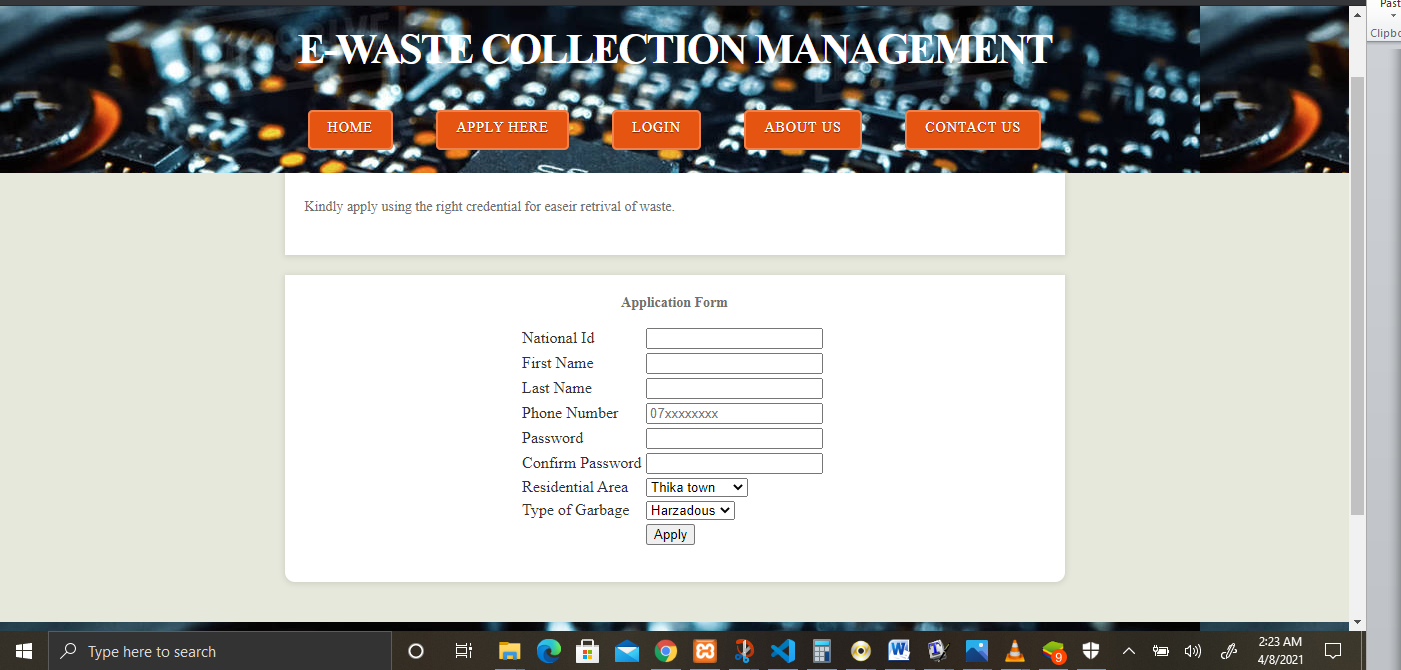 Past
Clipbo
E-WASTE COLLECTION MANAGEMENT
HOME APPLY HERE LOGIN ABOUT US CONTACT US
Kindly apply using the right credential for easeir retrival of waste.
Application Form
National Id
First Name
Last Name
Phone Number 07xxxxxxxx
Password
Confirm Password
Residential Area Thika town
Type of Garbage Harzadous
Apply
Type here to search
9
2:23 AM
4/8/2021